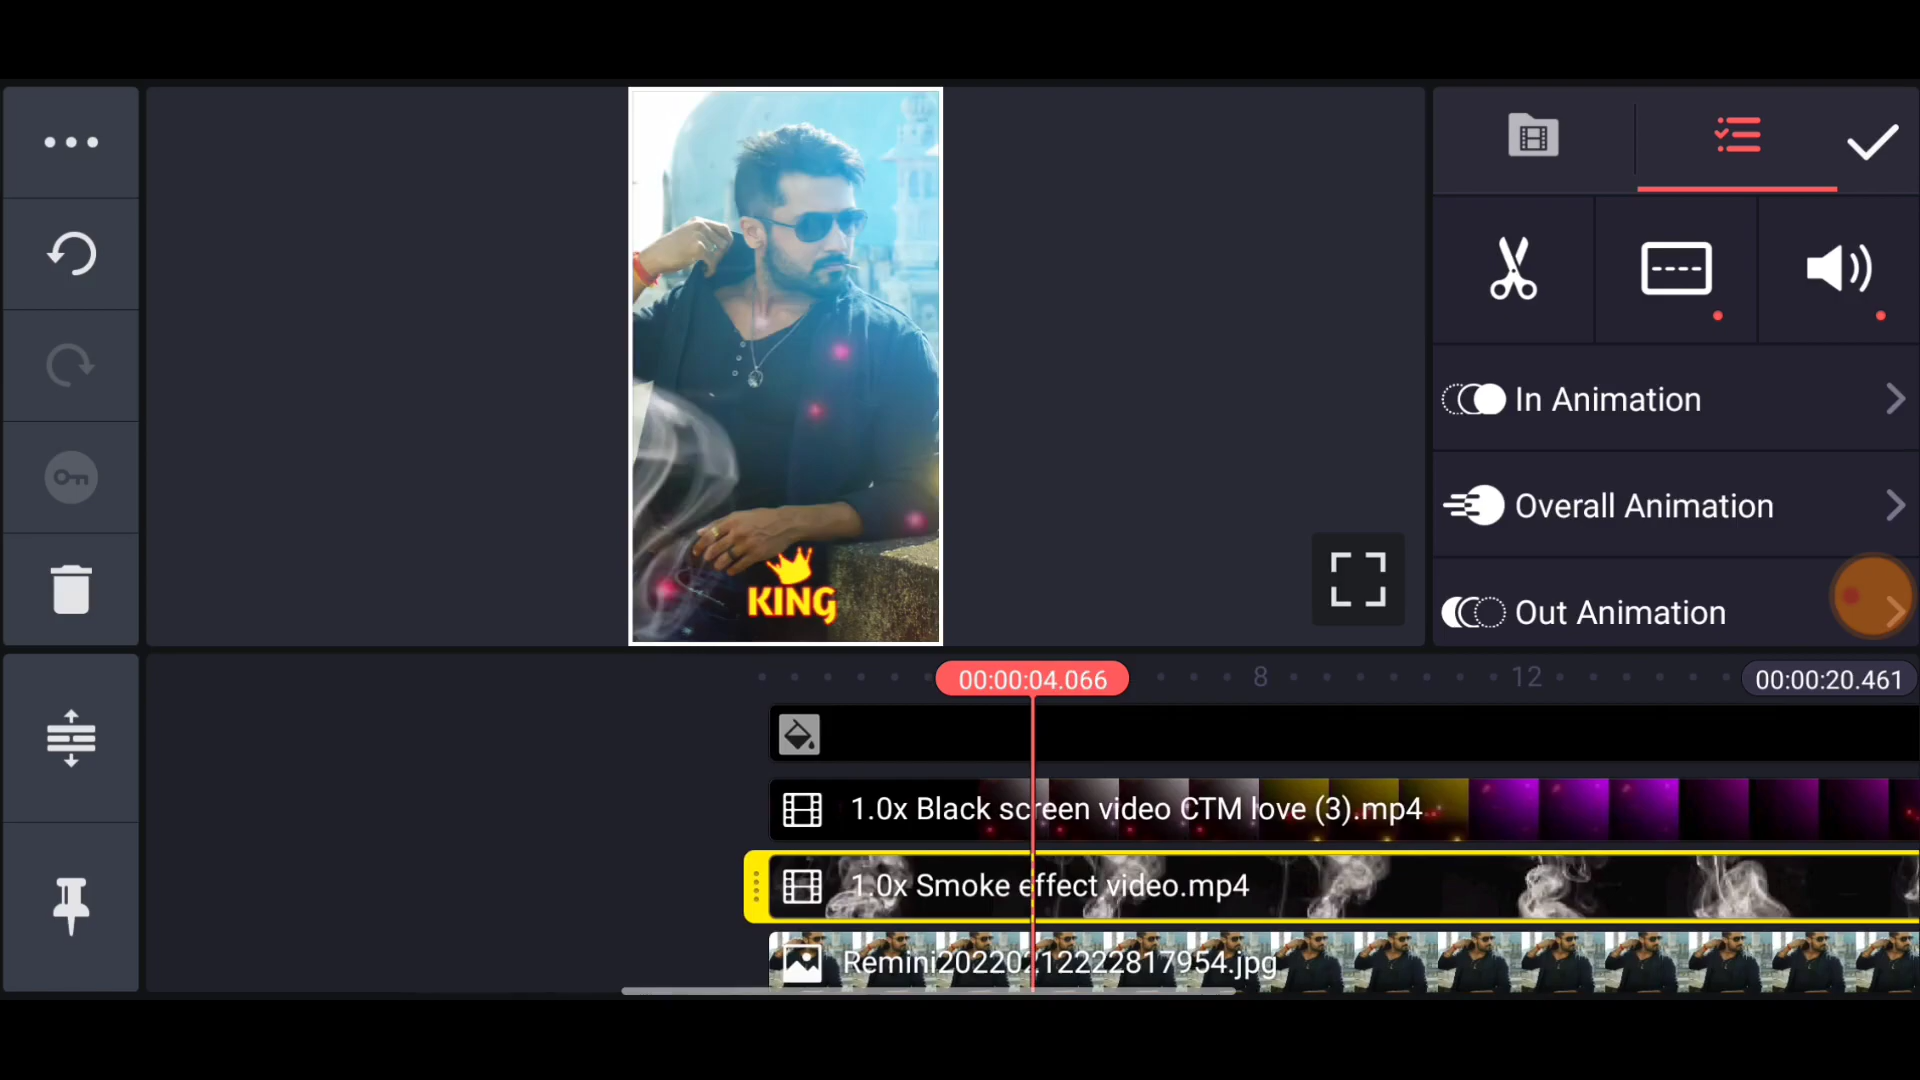 In Animation
Overall Animation
Out Animation
KING
00:00:04.066
8
12
00:00:20.461
1.0x Black screen video CTM love (3).mp4
1.0x Smoke effect video.mp4
Remini20220212222817954.jpg